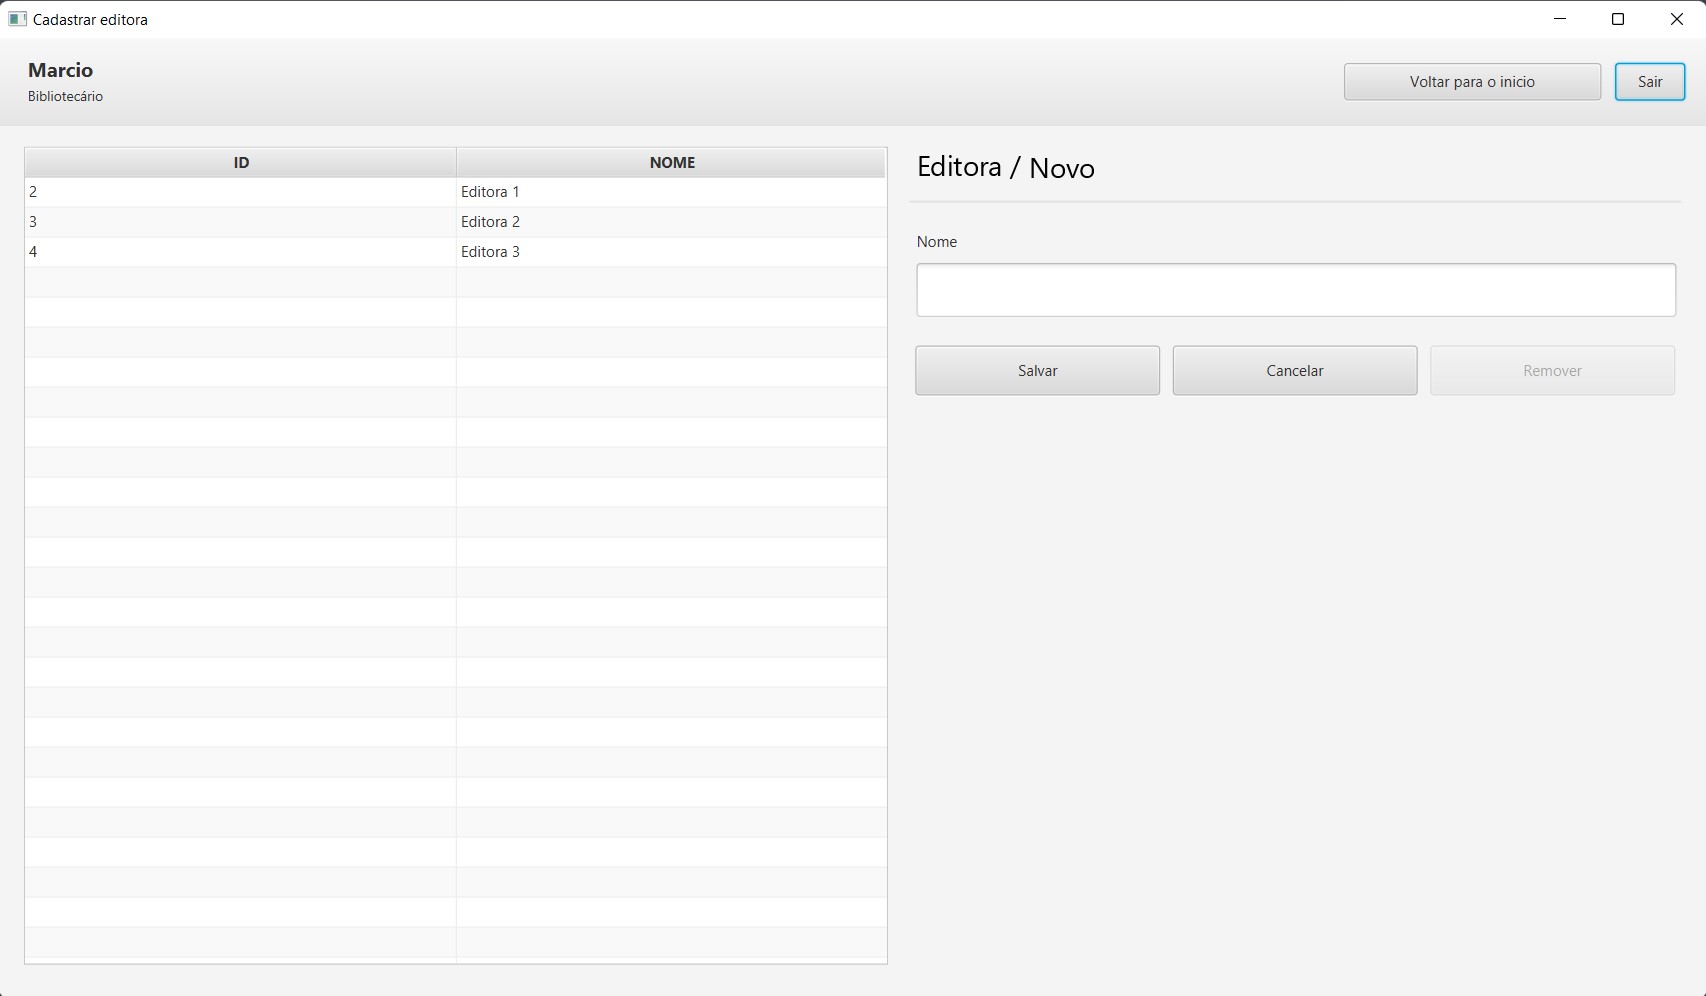 Cadastrar editora
Marcio
Bibliotecário
Voltar para o inicio
Sair
ID NOME
2 Editora 1
3 Editora 2
4 Editora 3
Editora / Novo
Nome
Salvar Cancelar Remover